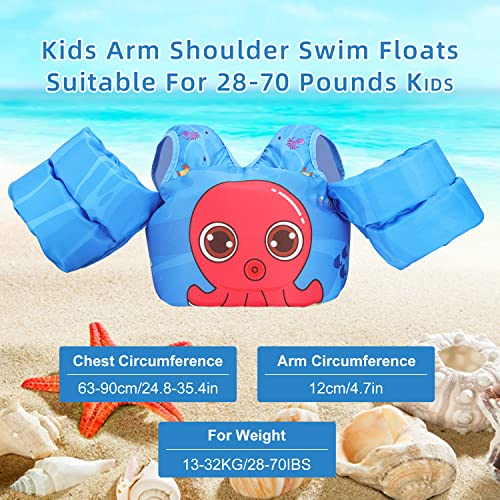 Kids Arm Shoulder Swim Floats
Suitable For 28-70 Pounds KIDS
Chest Circumference
63-90cm/24.8-35.4in
Arm Circumference
12cm/4.7in
For Weight
13-32KG/28-70IBS